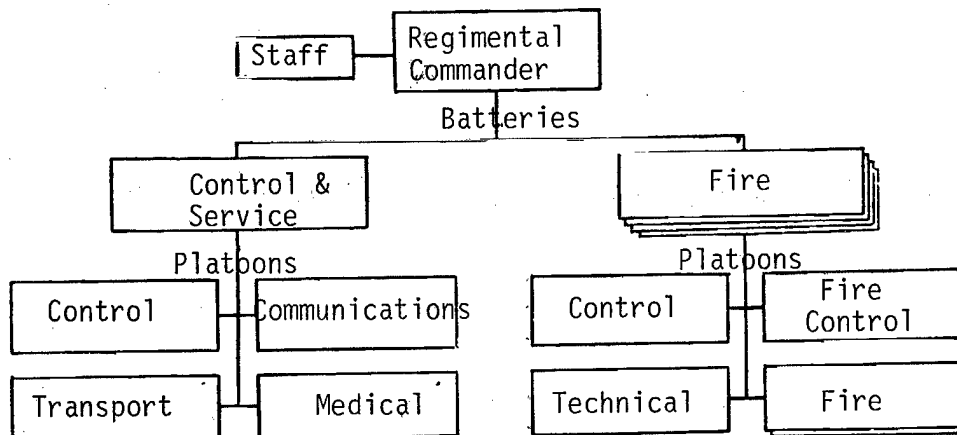 Staff
Regimental
Commander
Batteries
Control &
Service
Fire
Platoons
Platoons
Control
Communications
Control
Fire
Control
Transport
Medical
Technical
Fire